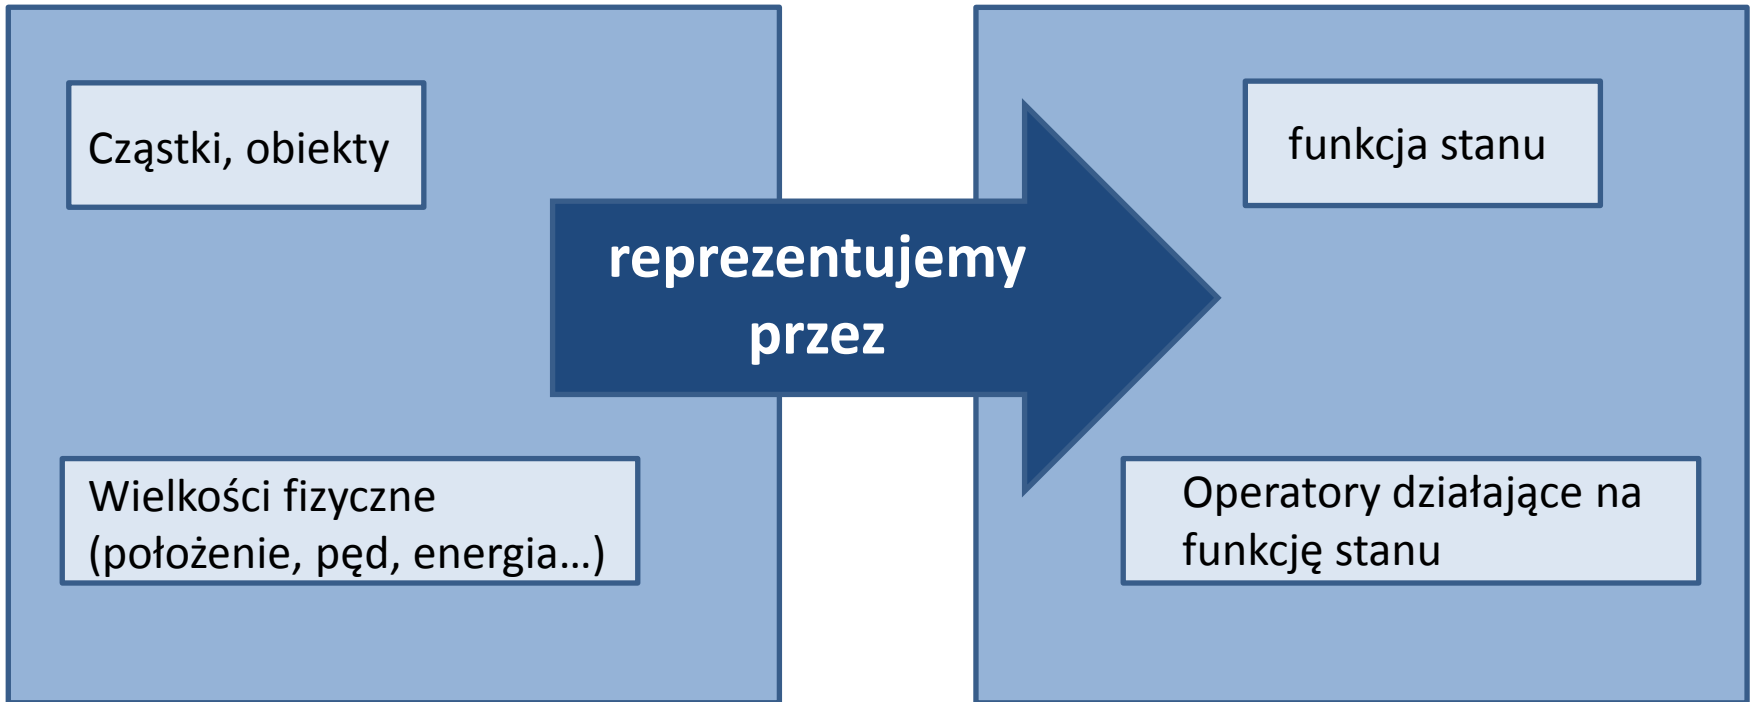 Cząstki, obiekty
funkcja stanu
reprezentujemy
przez
Wielkości fizyczne
(położenie, pęd, energia…)
Operatory działające na
funkcję stanu